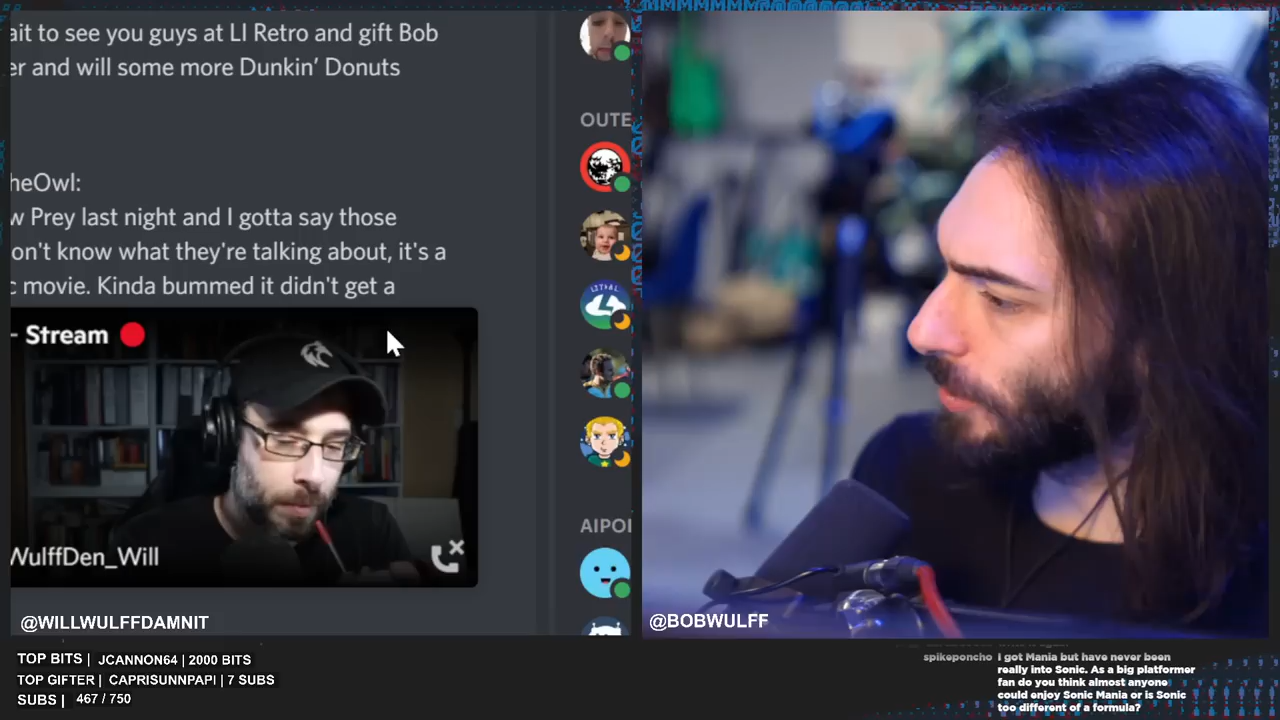 ait to see you guys at LI Retro and gift Bob
er and will some more Dunkin' Donuts
heOwl:
w Prey last night and I gotta say those
on't know what they're talking about, it's a
c movie. Kinda bummed it didn't get a
- Stream
WulffDen_Will
OUTE
AIPOI
@WILLWULFFDAMNIT
@BOBWULFF
TOP BITS | JCANNON64 | 2000 BITS
TOP GIFTER | CAPRISUNNPAPI | 7 SUBS
SUBS | 467 / 750
spikeponcho I got Mania but have never been
really into Sonic. As a big platformer
fan do you think almost anyone
could enjoy Sonic Mania or is Sonic
too different of a formula?